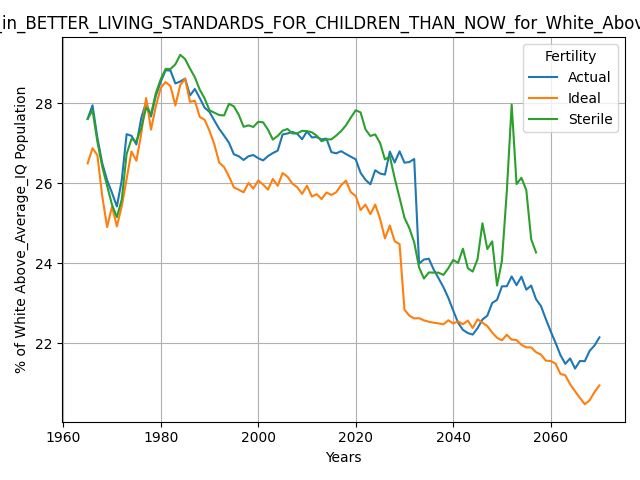 _in_BETTER_LIVING_STANDARDS_FOR_CHILDREN_THAN_NOW_for_White_Abov
Fertility
Actual
Ideal
Sterile
% of White Above_Average_IQ Population
28
26
24
22
1960 1980 2000 2020 2040 2060
Years